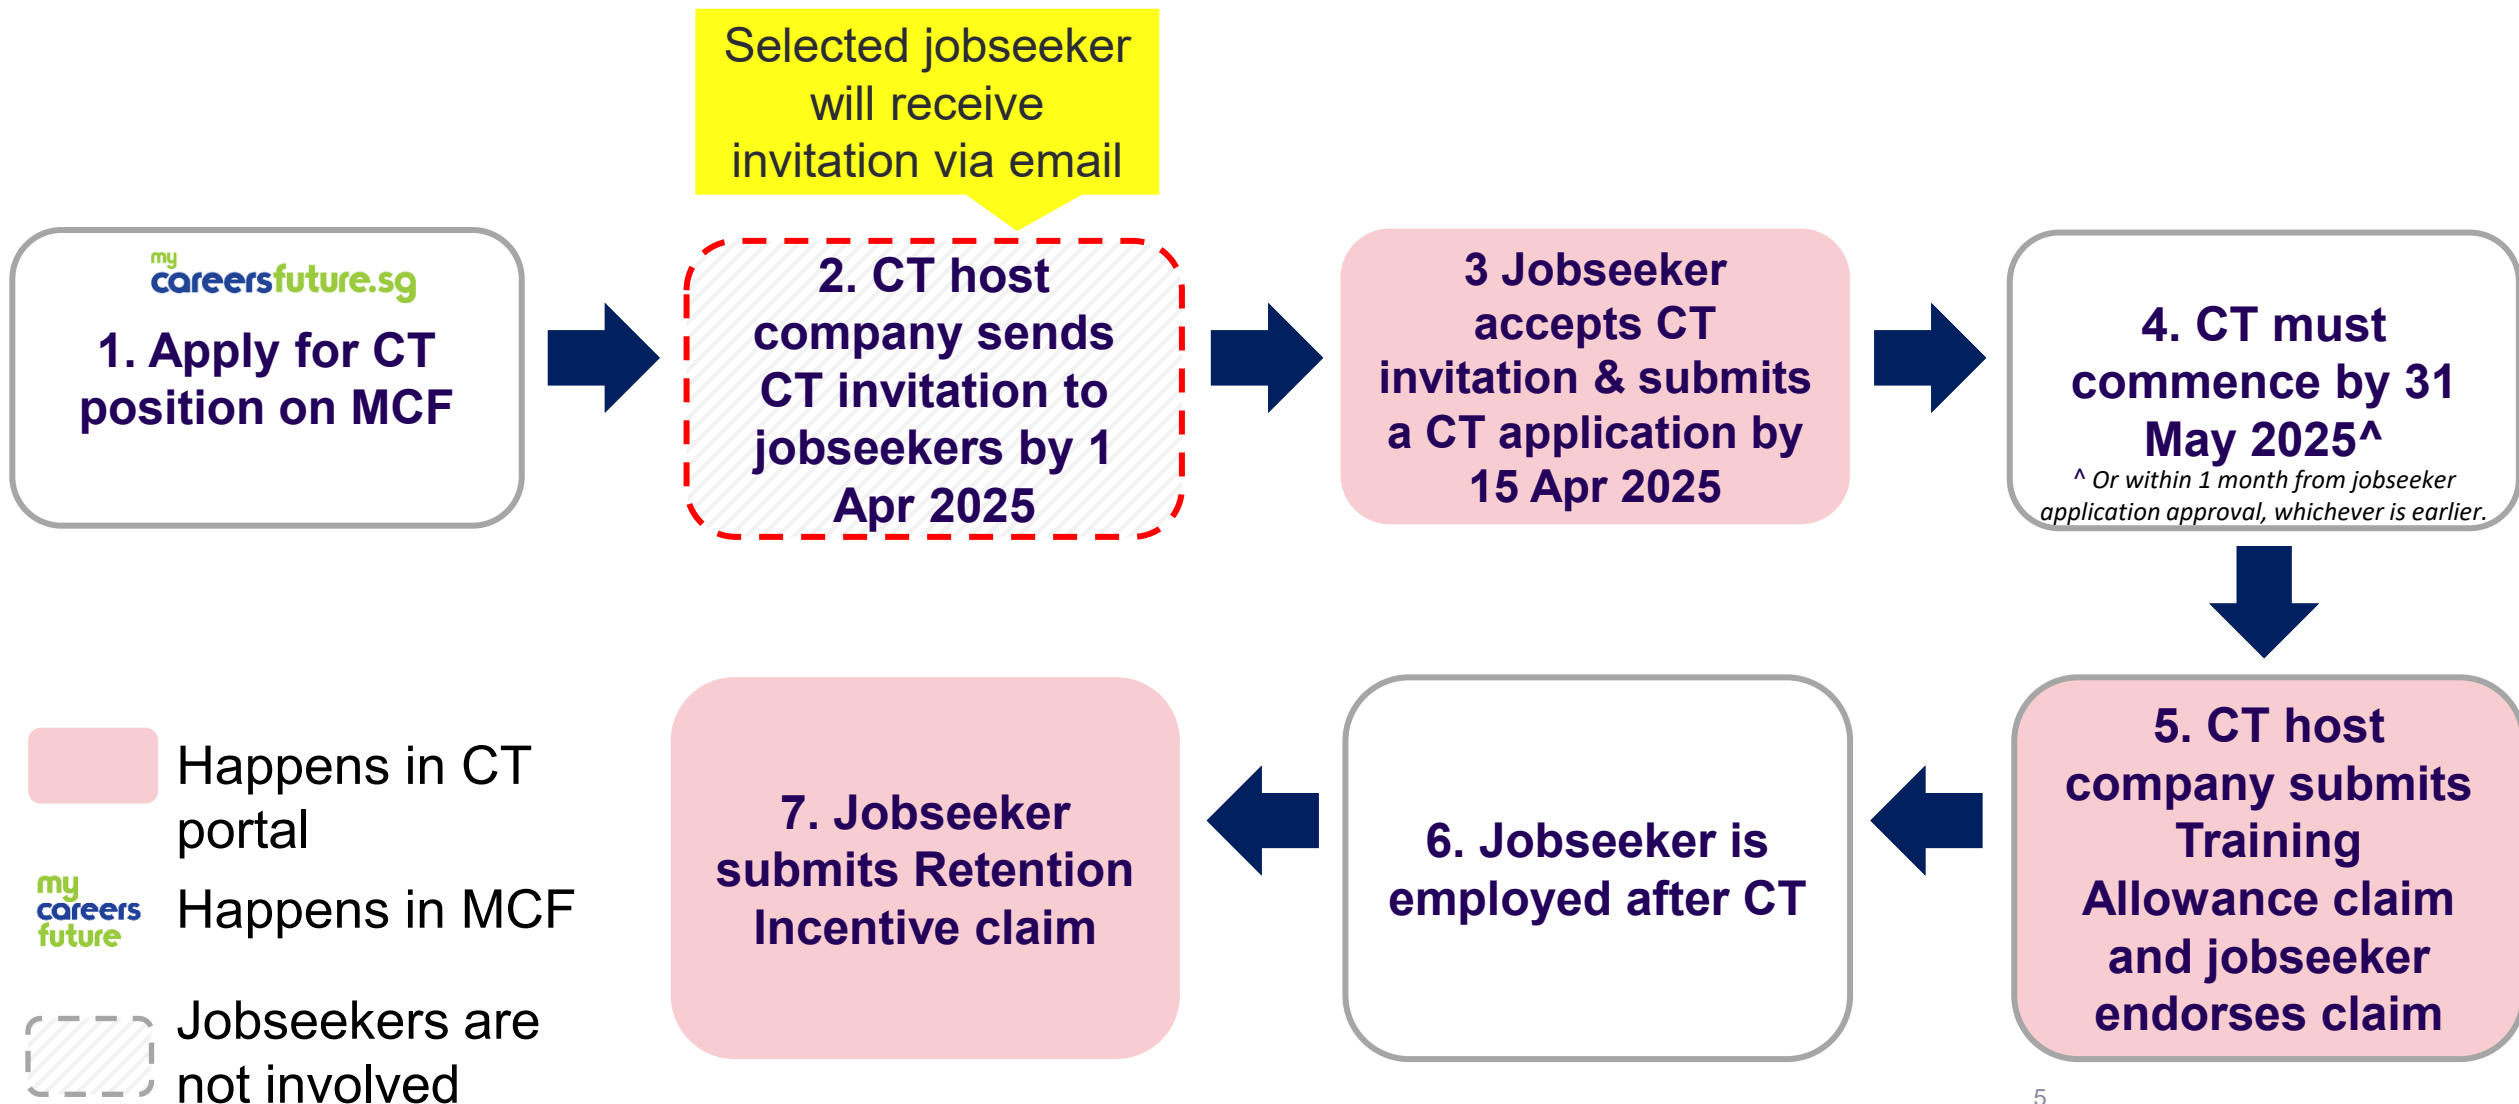 Selected jobseeker
will receive
invitation via email
my
careersfuture.sg
1. Apply for CT
position on MCF
2. CT host
company sends
CT invitation to
jobseekers by 1
Apr 2025
3 Jobseeker
accepts CT
invitation & submits
a CT application by
15 Apr 2025
4. CT must
commence by 31
May 2025^
^ Or within 1 month from jobseeker
application approval, whichever is earlier.
5. CT host
company submits
Training
Allowance claim
and jobseeker
endorses claim
6. Jobseeker is
employed after CT
7. Jobseeker
submits Retention
Incentive claim
Happens in CT
portal
my
careers
future
Happens in MCF
Jobseekers are
not involved
5